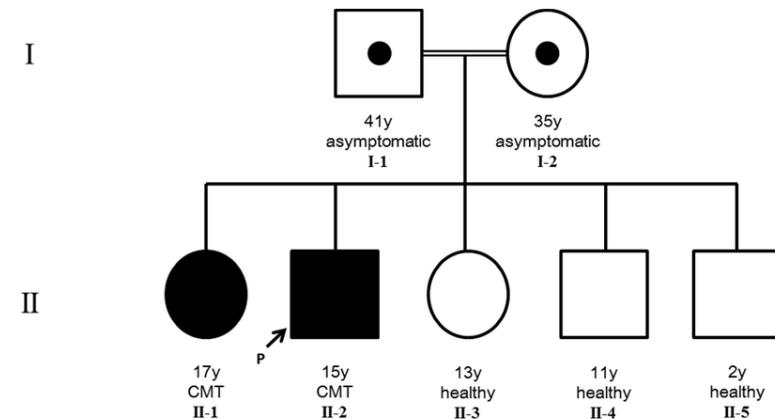 I
41y
asymptomatic
I-1
35y
asymptomatic
I-2
II
P
17y
CMT
II-1
15y
CMT
II-2
13y
healthy
II-3
11y
healthy
II-4
2y
healthy
II-5